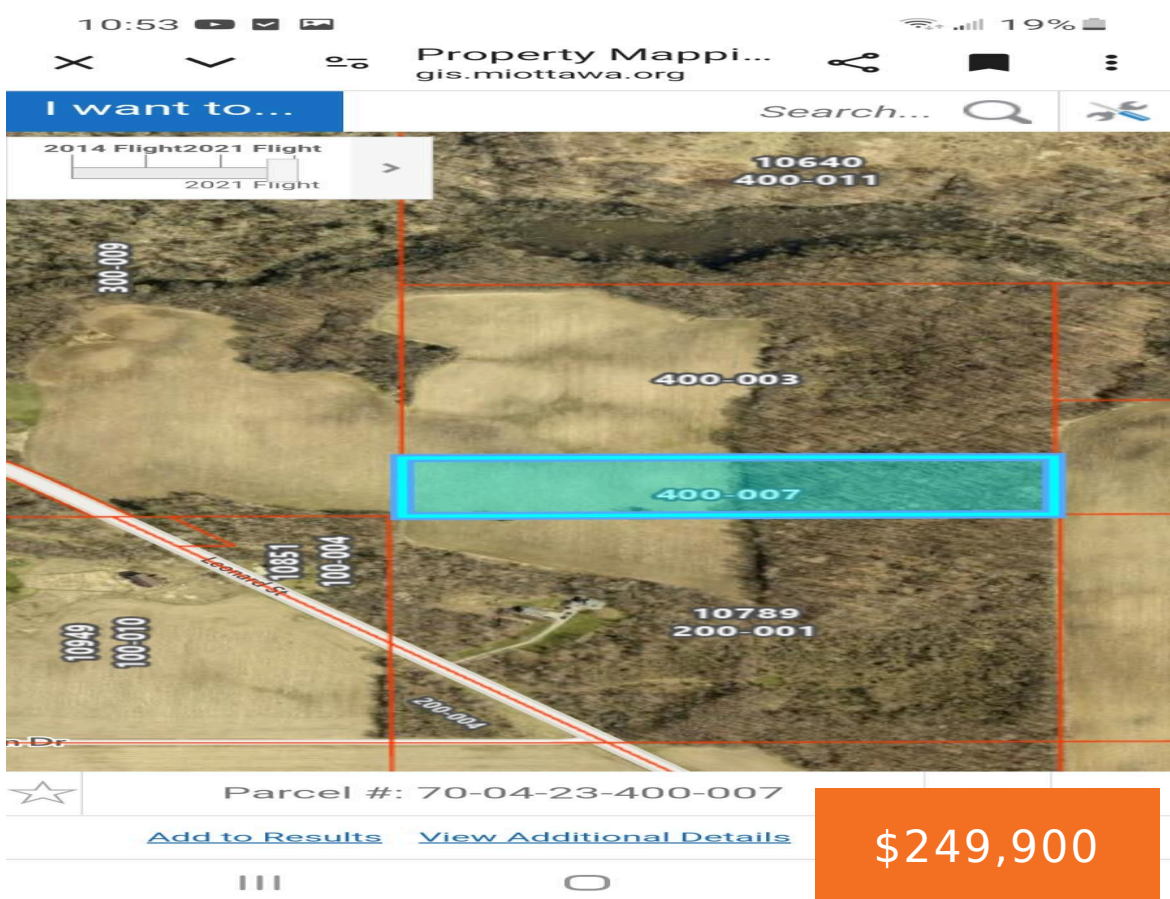 10:53
19%
Property Mappi...
gis.miottawa.org
I want to...
Search...
2014 Flight2021 Flight
2021 Flight
10640
400-011
300-009
400-003
400-007
10851
100-004
Leonard St
10789
200-001
10949
100-010
200-004
n Dr
Parcel #: 70-04-23-400-007
Add to Results
View Additional Details
$249,900